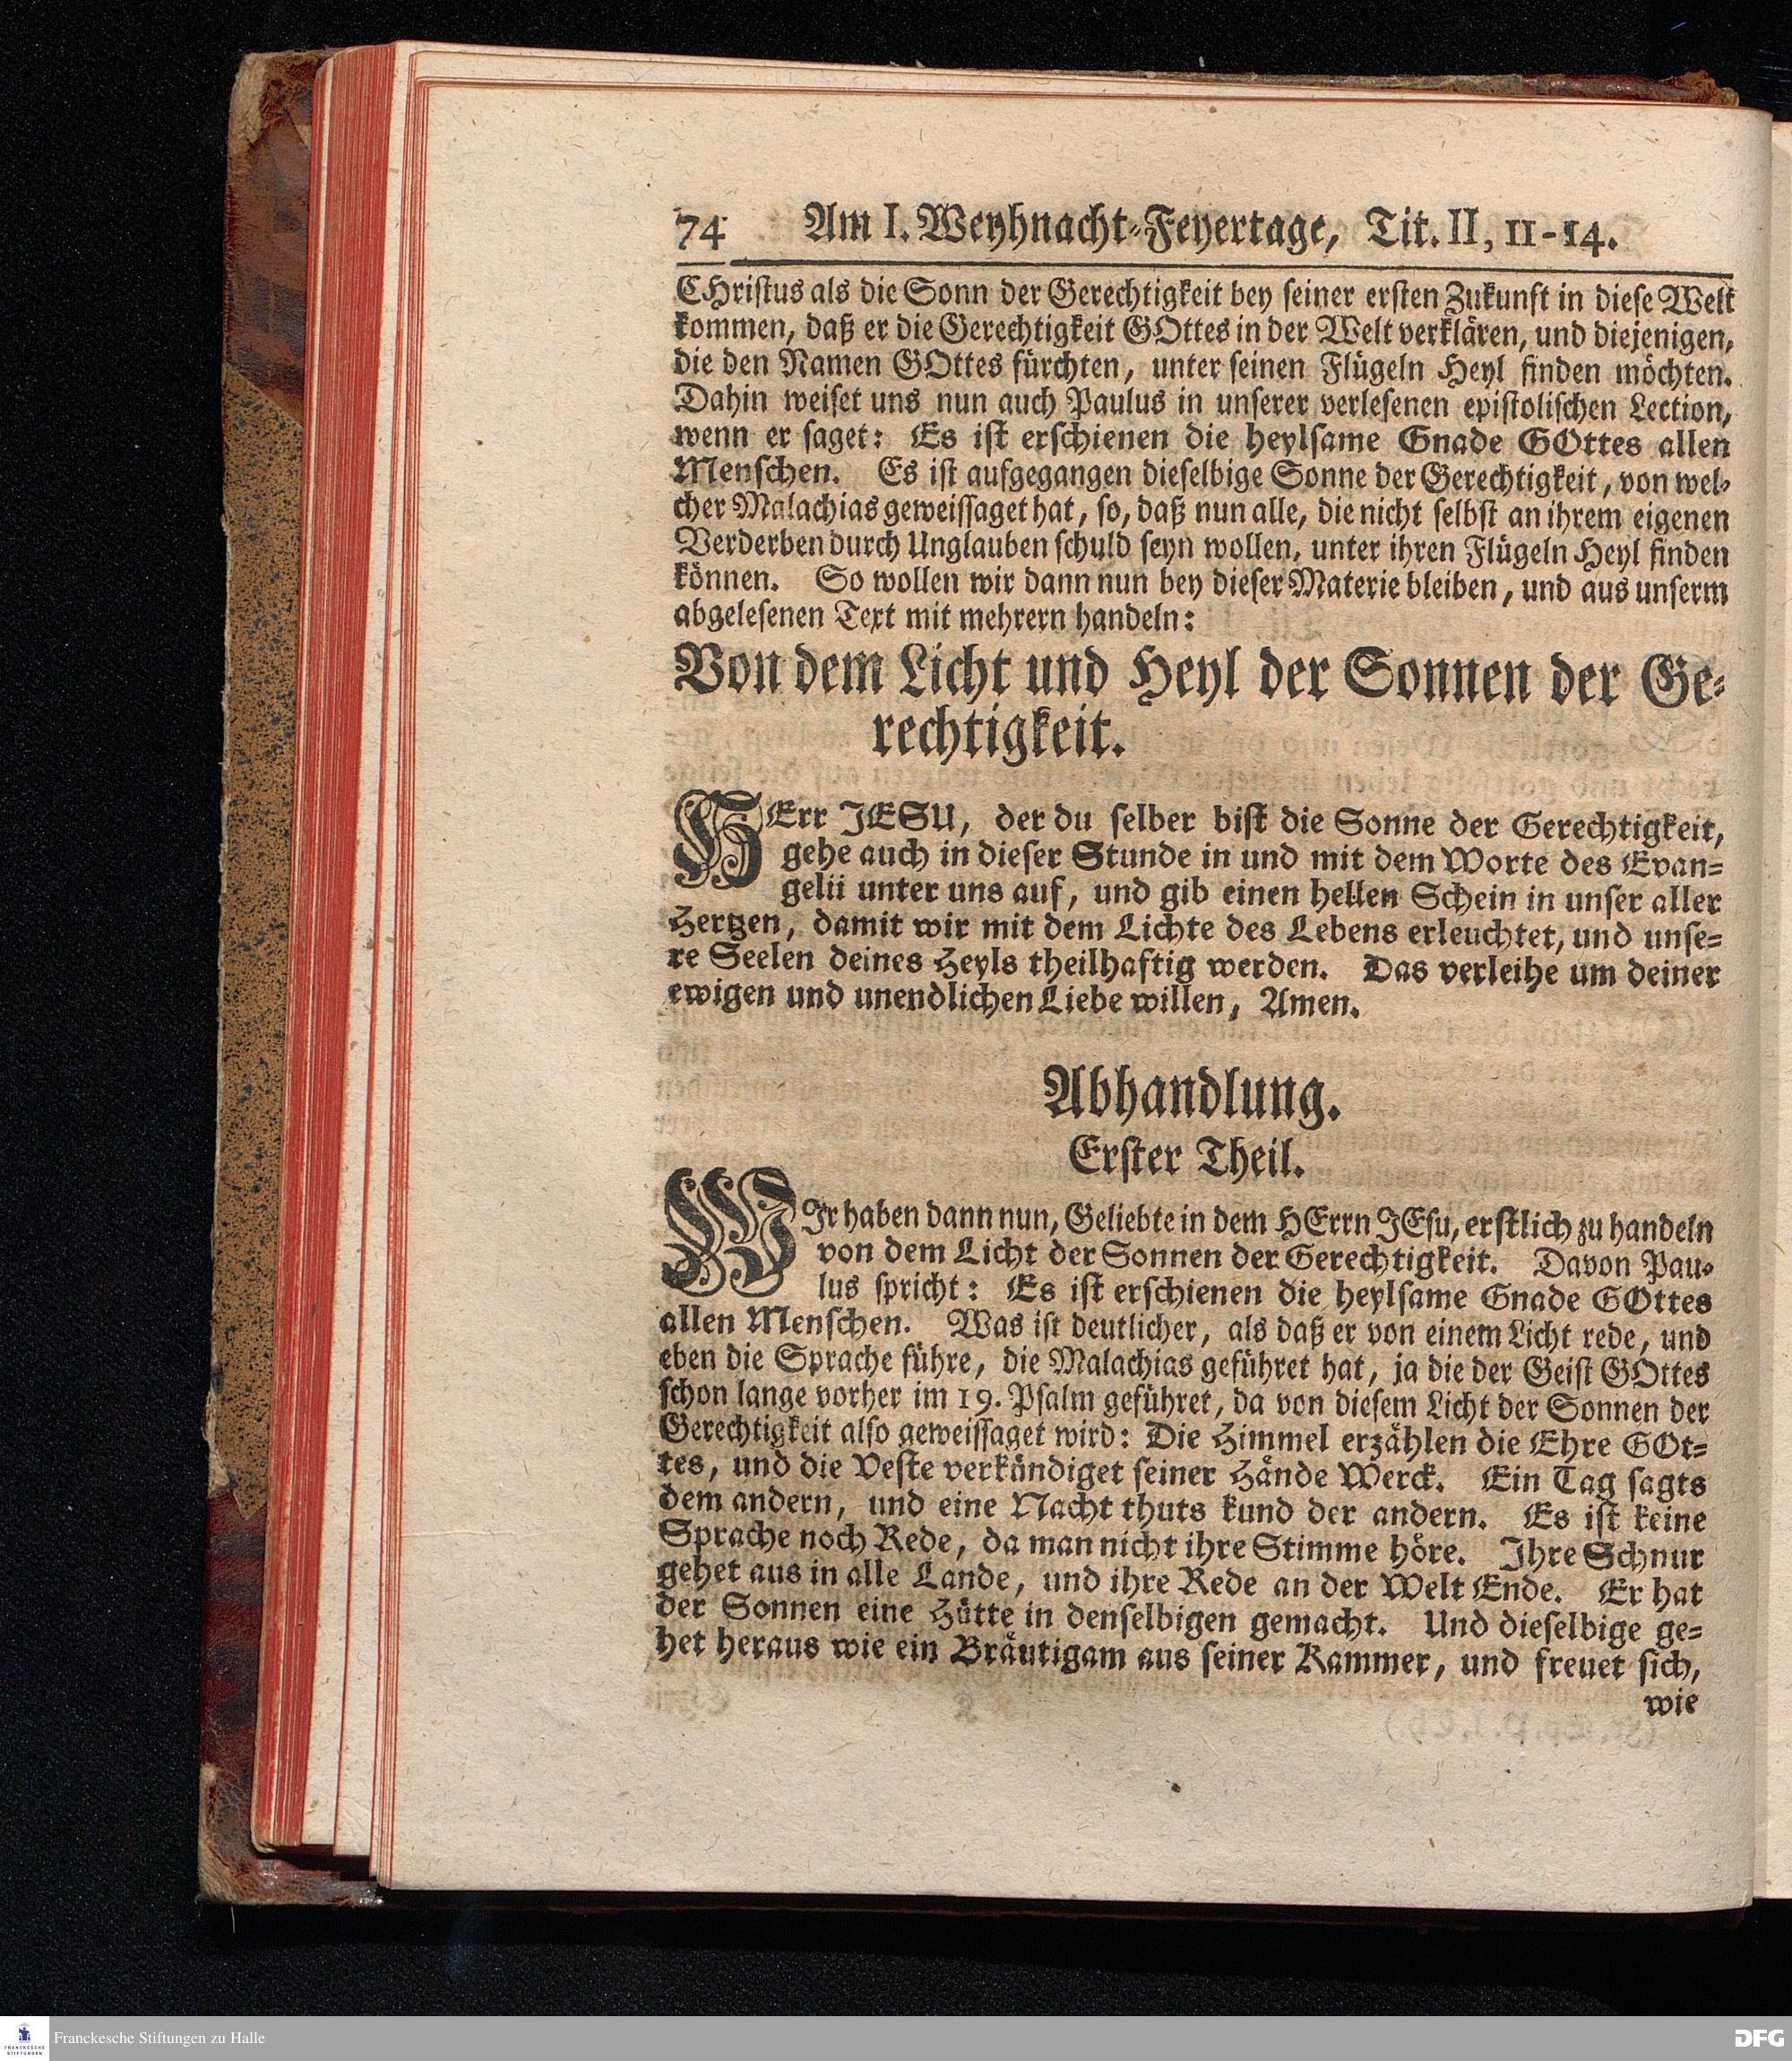 74 Am I. Weyhnacht-Feyertage, Tit. II, 11-14.
CHristus als die Sonn der Gerechtigkeit bey seiner ersten Zukunft in diese Welt
kommen, daß er die Gerechtigkeit GOttes in der Welt verklären, und diejenigen,
die den Namen GOttes fürchten, unter seinen Flügeln Heyl finden möchten.
Dahin weiset uns nun auch Paulus in unserer verlesenen epistolischen Lection,
wenn er saget: Es ist erschienen die heylsame Gnade GOttes allen
Menschen. Es ist aufgegangen dieselbige Sonne der Gerechtigkeit, von wel-
cher Malachias geweissaget hat, so, daß nun alle, die nicht selbst an ihrem eigenen
Verderben durch Unglauben schuld seyn wollen, unter ihren Flügeln Heyl finden
können. So wollen wir dann nun bey dieser Materie bleiben, und aus unserm
abgelesenen Text mit mehrern handeln:
Von dem Licht und Heyl der Sonnen der Ge-
rechtigkeit.
HErr JESU, der du selber bist die Sonne der Gerechtigkeit,
gehe auch in dieser Stunde in und mit dem Worte des Evan-
gelii unter uns auf, und gib einen hellen Schein in unser aller
Hertzen, damit wir mit dem Lichte des Lebens erleuchtet, und unse-
re Seelen deines Heyls theilhaftig werden. Das verleihe um deiner
ewigen und unendlichen Liebe willen, Amen.
Abhandlung.
Erster Theil.
WIr haben dann nun, Geliebte in dem HErrn JEsu, erstlich zu handeln
von dem Licht der Sonnen der Gerechtigkeit. Davon Pau-
lus spricht: Es ist erschienen die heylsame Gnade GOttes
allen Menschen. Was ist deutlicher, als daß er von einem Licht rede, und
eben die Sprache führe, die Malachias geführet hat, ja die der Geist GOttes
schon lange vorher im 19. Psalm geführet, da von diesem Licht der Sonnen der
Gerechtigkeit also geweissaget wird: Die Himmel erzählen die Ehre GOt-
tes, und die Veste verkündiget seiner Hände Werck. Ein Tag sagts
dem andern, und eine Nacht thuts kund der andern. Es ist keine
Sprache noch Rede, da man nicht ihre Stimme höre. Ihre Schnur
gehet aus in alle Lande, und ihre Rede an der Welt Ende. Er hat
der Sonnen eine Hütte in denselbigen gemacht. Und dieselbige ge-
het heraus wie ein Bräutigam aus seiner Kammer, und freuet sich,
wie
FRANCKESCHE
STIFTUNGEN
Franckesche Stiftungen zu Halle
DFG